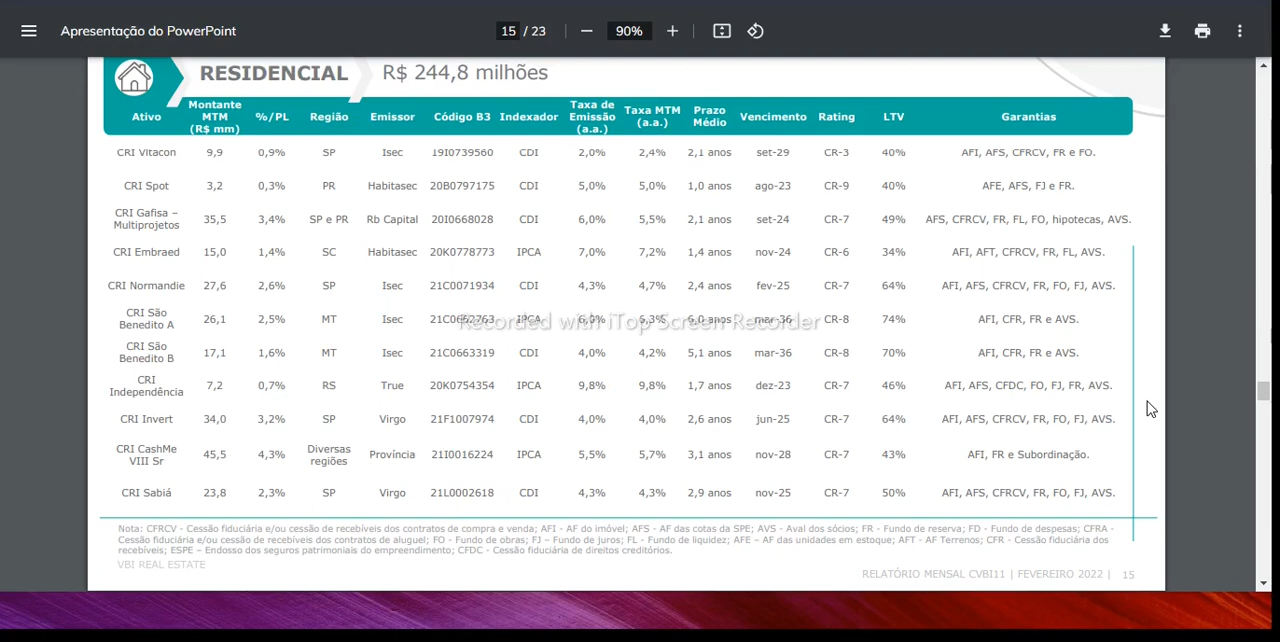 Apresentação do PowerPoint
15 / 23
90%
RESIDENCIAL R$ 244,8 milhões
Ativo Montante MTM (R$ mm) %/PL Região Emissor Código B3 Indexador Taxa de Emissão (a.a.) Taxa MTM (a.a.) Prazo Médio Vencimento Rating LTV Garantias
CRI Vitacon 9,9 0,9% SP Isec 19I0739560 CDI 2,0% 2,4% 2,1 anos set-29 CR-3 40% AFI, AFS, CFRCV, FR e FO.
CRI Spot 3,2 0,3% PR Habitasec 20B0797175 CDI 5,0% 5,0% 1,0 anos ago-23 CR-9 40% AFE, AFS, FJ e FR.
CRI Gafisa – Multiprojetos 35,5 3,4% SP e PR Rb Capital 20I0668028 CDI 6,0% 5,5% 2,1 anos set-24 CR-7 49% AFS, CFRCV, FR, FL, FO, hipotecas, AVS.
CRI Embraed 15,0 1,4% SC Habitasec 20K0778773 IPCA 7,0% 7,2% 1,4 anos nov-24 CR-6 34% AFI, AFT, CFRCV, FR, FL, AVS.
CRI Normandie 27,6 2,6% SP Isec 21C0071934 CDI 4,3% 4,7% 2,4 anos fev-25 CR-7 64% AFI, AFS, CFRCV, FR, FO, FJ, AVS.
CRI São Benedito A 26,1 2,5% MT Isec 21C0662763 IPCA 6,0% 6,3% 6,0 anos mar-36 CR-8 74% AFI, CFR, FR e AVS.
Recorded with iTop Screen Recorder
CRI São Benedito B 17,1 1,6% MT Isec 21C0663319 CDI 4,0% 4,2% 5,1 anos mar-36 CR-8 70% AFI, CFR, FR e AVS.
CRI Independência 7,2 0,7% RS True 20K0754354 IPCA 9,8% 9,8% 1,7 anos dez-23 CR-7 46% AFI, AFS, CFDC, FO, FJ, FR, AVS.
CRI Invert 34,0 3,2% SP Virgo 21F1007974 CDI 4,0% 4,0% 2,6 anos jun-25 CR-7 64% AFI, AFS, CFRCV, FR, FO, FJ, AVS.
CRI CashMe VIII Sr 45,5 4,3% Diversas regiões Província 21I0016224 IPCA 5,5% 5,7% 3,1 anos nov-28 CR-7 43% AFI, FR e Subordinação.
CRI Sabiá 23,8 2,3% SP Virgo 21L0002618 CDI 4,3% 4,3% 2,9 anos nov-25 CR-7 50% AFI, AFS, CFRCV, FR, FO, FJ, AVS.
Nota: CFRCV - Cessão fiduciária e/ou cessão de recebíveis dos contratos de compra e venda; AFI - AF do imóvel; AFS - AF das cotas da SPE; AVS - Aval dos sócios; FR - Fundo de reserva; FD - Fundo de despesas; CFRA -
Cessão fiduciária e/ou cessão de recebíveis dos contratos de aluguel; FO - Fundo de obras; FJ – Fundo de juros; FL - Fundo de liquidez; AFE – AF das unidades em estoque; AFT - AF Terrenos; CFR - Cessão fiduciária dos
recebíveis; ESPE – Endosso dos seguros patrimoniais do empreendimento; CFDC - Cessão fiduciária de direitos creditórios.
VBI REAL ESTATE
RELATÓRIO MENSAL CVBI11 | FEVEREIRO 2022 | 15